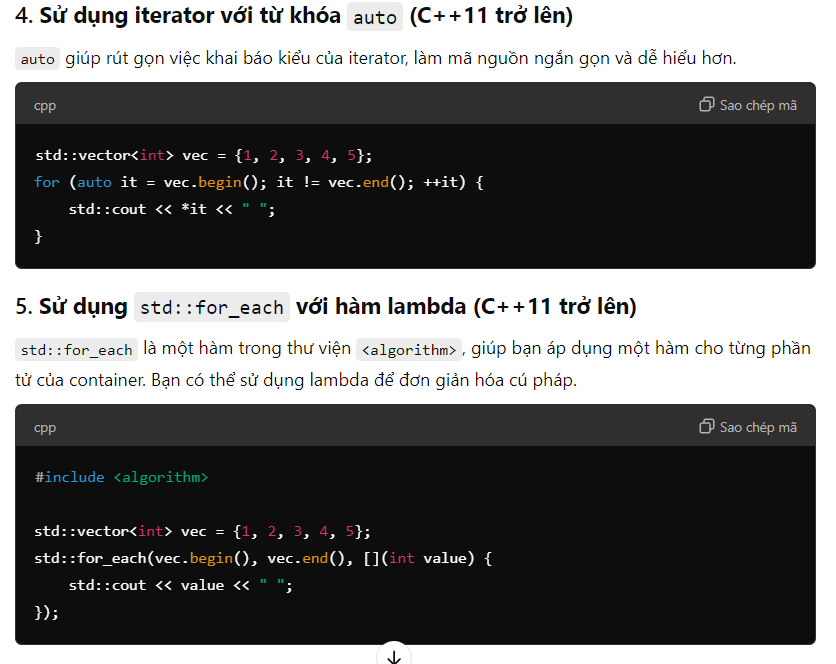 4. Sử dụng iterator với từ khóa auto (C++11 trở lên)
auto giúp rút gọn việc khai báo kiểu của iterator, làm mã nguồn ngắn gọn và dễ hiểu hơn.
cpp Sao chép mã
std::vector<int> vec = {1, 2, 3, 4, 5};
for (auto it = vec.begin(); it != vec.end(); ++it) {
    std::cout << *it << " ";
}
5. Sử dụng std::for_each với hàm lambda (C++11 trở lên)
std::for_each là một hàm trong thư viện <algorithm>, giúp bạn áp dụng một hàm cho từng phần
tử của container. Bạn có thể sử dụng lambda để đơn giản hóa cú pháp.
cpp Sao chép mã
#include <algorithm>
std::vector<int> vec = {1, 2, 3, 4, 5};
std::for_each(vec.begin(), vec.end(), [](int value) {
    std::cout << value << " ";
});